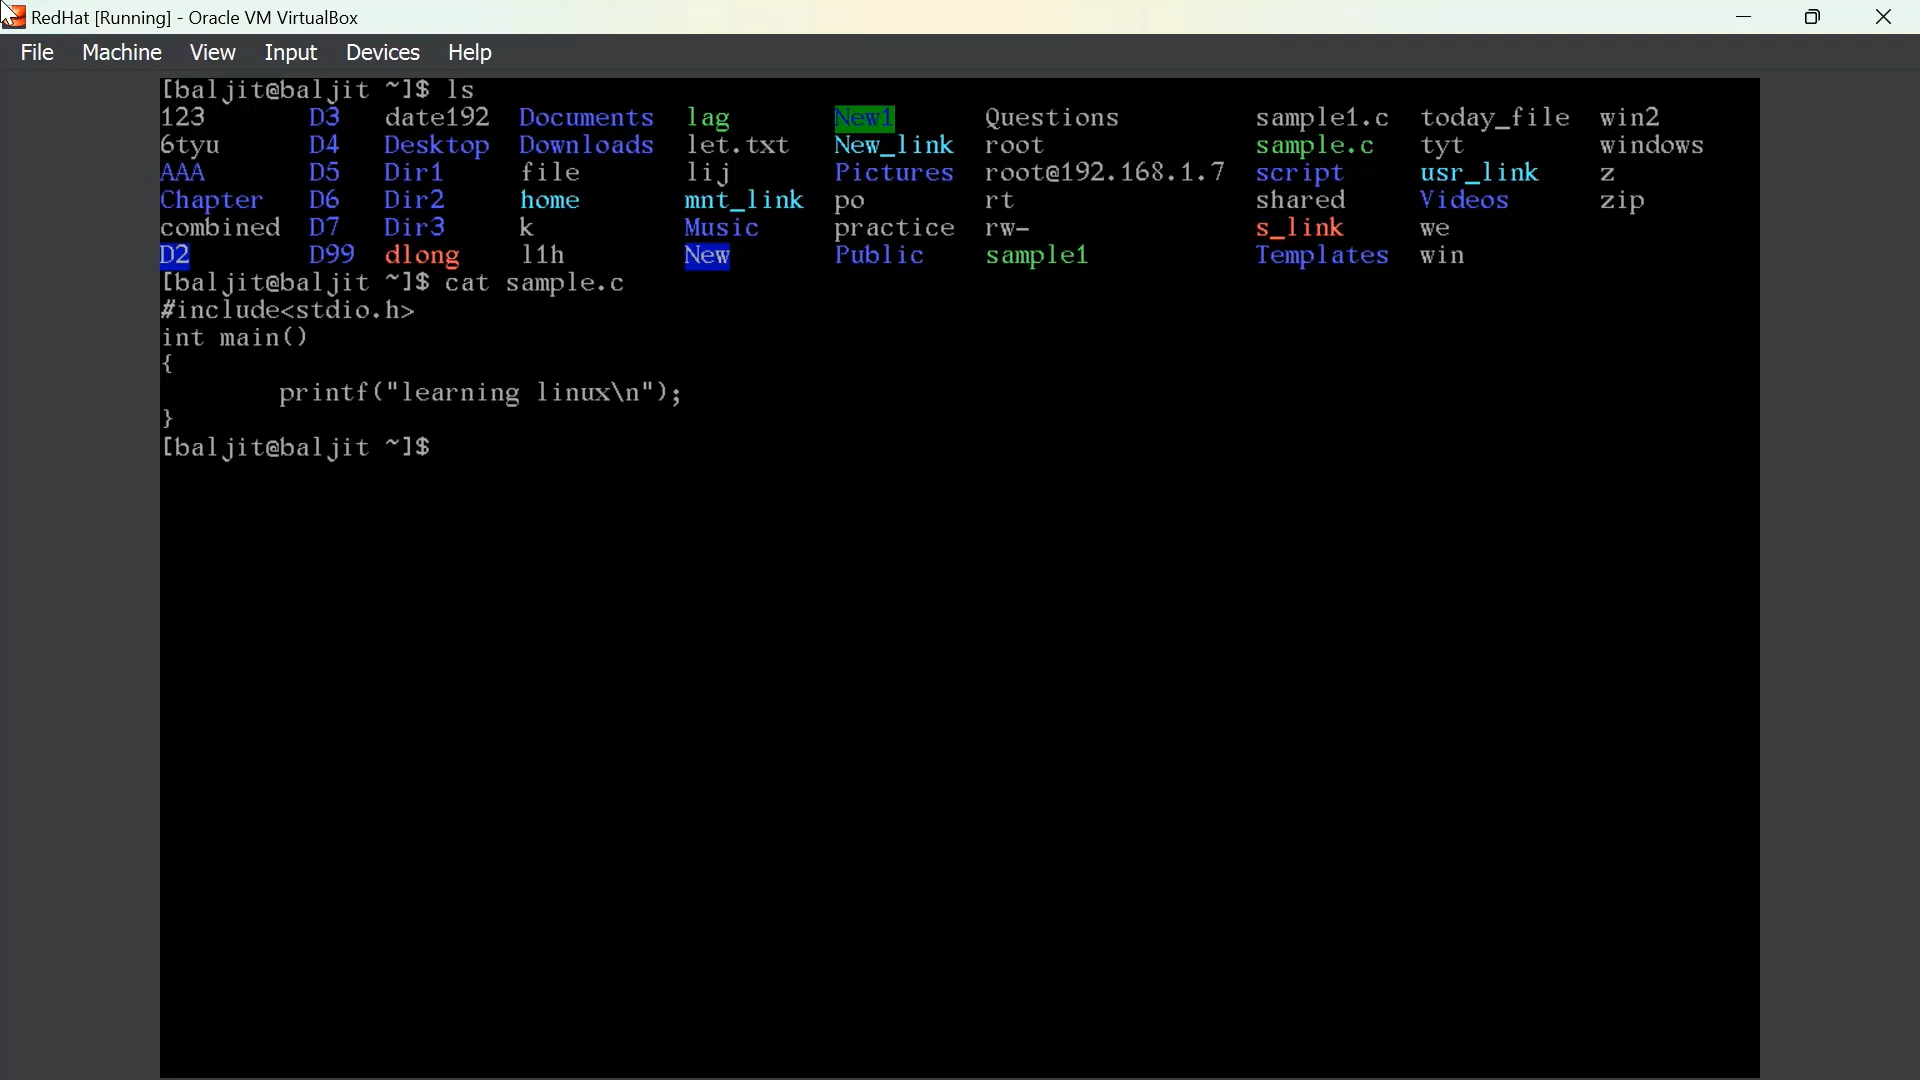 RedHat [Running] - Oracle VM VirtualBox
File Machine View Input Devices Help
[baljit@baljit ~]$ ls
123 D3 date192 Documents lag New1 Questions sample1.c today_file win2
6tyu D4 Desktop Downloads let.txt New_link root sample.c tyt windows
AAA D5 Dir1 file lij Pictures root@192.168.1.7 script usr_link z
Chapter D6 Dir2 home mnt_link po rt shared Videos zip
combined D7 Dir3 k Music practice rw- s_link we
D2 D99 dlong l1h New Public sample1 Templates win
[baljit@baljit ~]$ cat sample.c
#include<stdio.h>
int main()
{
printf("learning linux\n");
}
[baljit@baljit ~]$